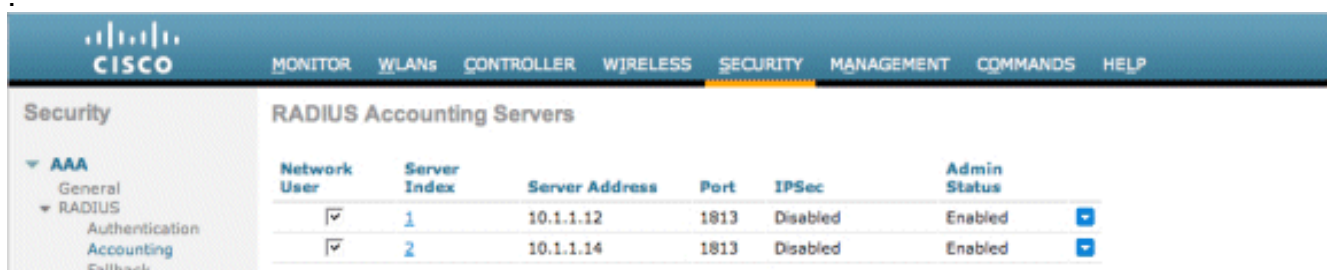 .
CISCO
MONITOR WLANs CONTROLLER WIRELESS SECURITY MANAGEMENT COMMANDS HELP
Security
AAA
General
RADIUS
Authentication
Accounting
Fallback
RADIUS Accounting Servers
Network User Server Index Server Address Port IPSec Admin Status
1 10.1.1.12 1813 Disabled Enabled
2 10.1.1.14 1813 Disabled Enabled